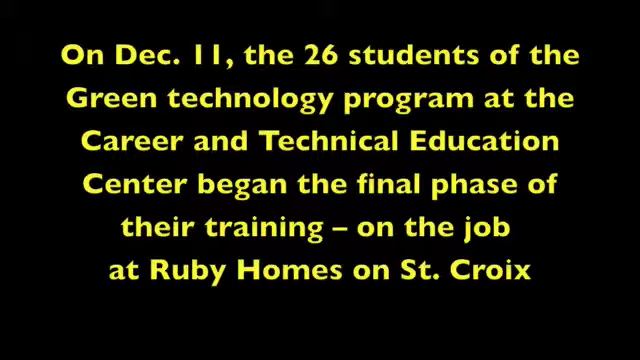 On Dec. 11, the 26 students of the
Green technology program at the
Career and Technical Education
Center began the final phase of
their training – on the job
at Ruby Homes on St. Croix